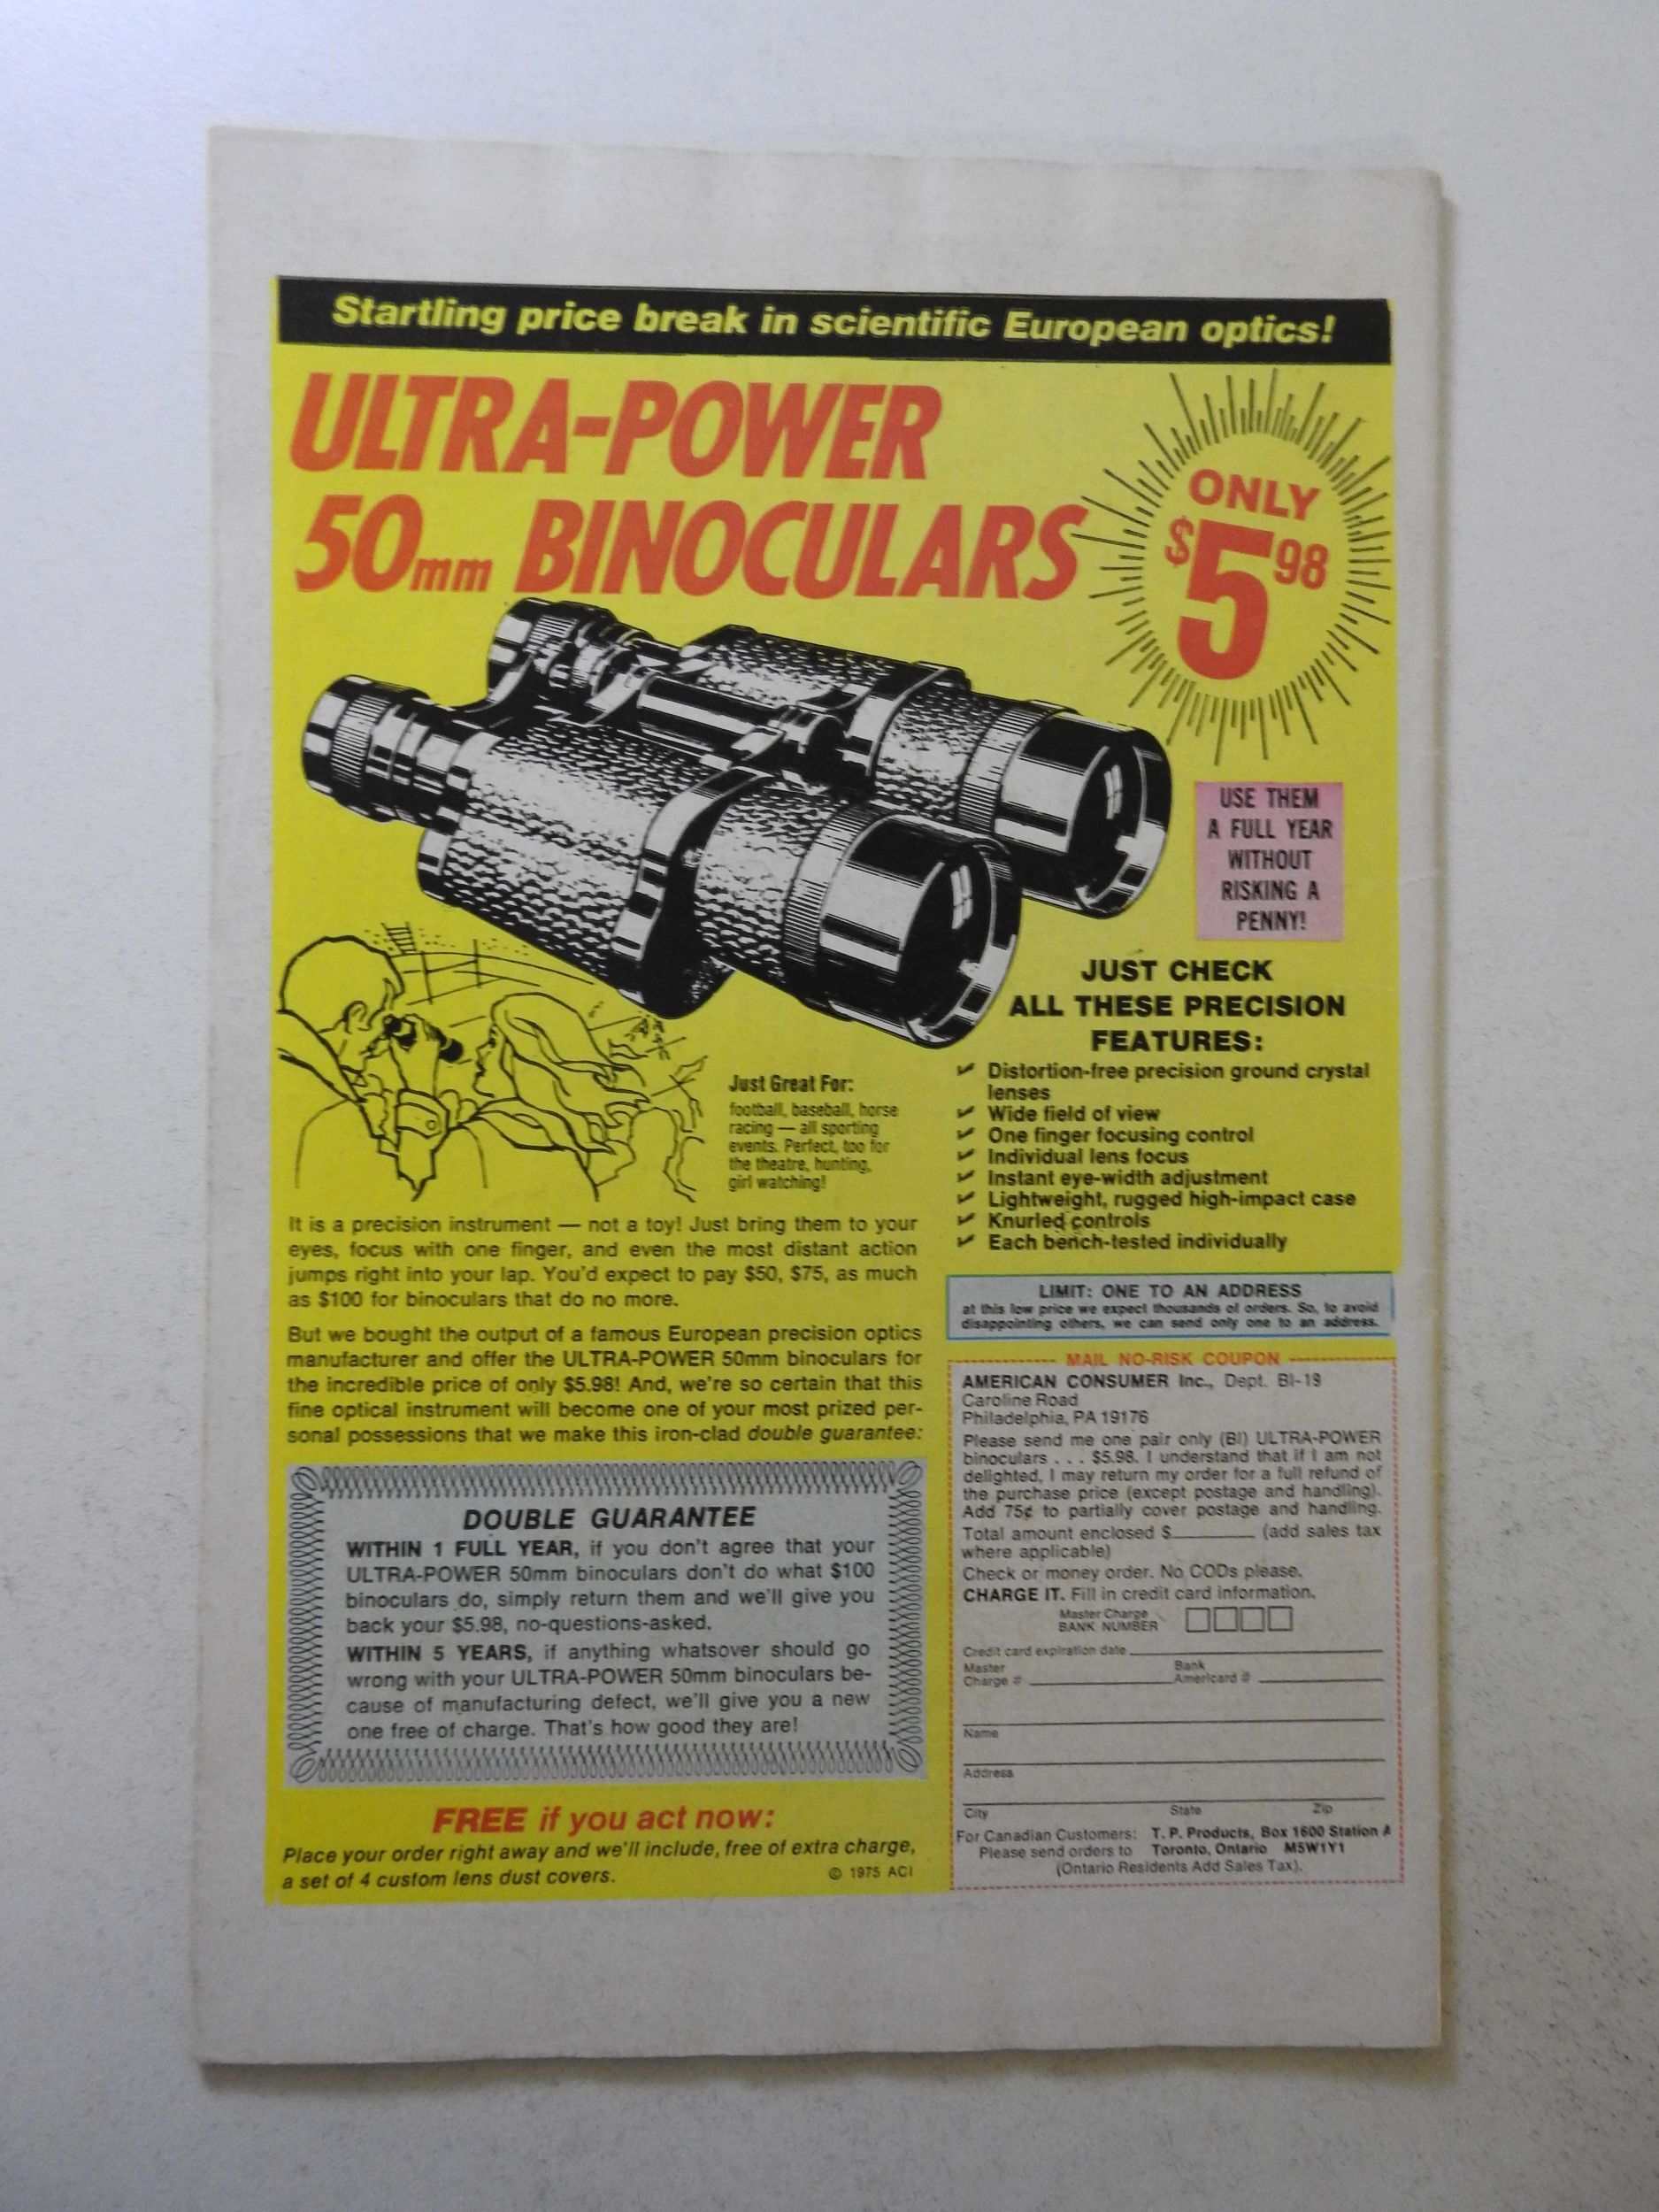 Startling price break in scientific European optics!
ULTRA-POWER
50mm BINOCULARS
ONLY
$5 98
USE THEM
A FULL YEAR
WITHOUT
RISKING A
PENNY!
JUST CHECK
ALL THESE PRECISION
FEATURES:
✔ Distortion-free precision ground crystal
lenses
✔ Wide field of view
✔ One finger focusing control
✔ Individual lens focus
✔ Instant eye-width adjustment
✔ Lightweight, rugged high-impact case
✔ Knurled controls
✔ Each bench-tested individually
Just Great For:
football, baseball, horse
racing — all sporting
events. Perfect, too for
the theatre, hunting,
girl watching!
It is a precision instrument — not a toy! Just bring them to your
eyes, focus with one finger, and even the most distant action
jumps right into your lap. You'd expect to pay $50, $75, as much
as $100 for binoculars that do no more.
But we bought the output of a famous European precision optics
manufacturer and offer the ULTRA-POWER 50mm binoculars for
the incredible price of only $5.98! And, we're so certain that this
fine optical instrument will become one of your most prized per-
sonal possessions that we make this iron-clad double guarantee:
DOUBLE GUARANTEE
WITHIN 1 FULL YEAR, if you don't agree that your
ULTRA-POWER 50mm binoculars don't do what $100
binoculars do, simply return them and we'll give you
back your $5.98, no-questions-asked.
WITHIN 5 YEARS, if anything whatsover should go
wrong with your ULTRA-POWER 50mm binoculars be-
cause of manufacturing defect, we'll give you a new
one free of charge. That's how good they are!
FREE if you act now:
Place your order right away and we'll include, free of extra charge,
a set of 4 custom lens dust covers.
© 1975 ACI
LIMIT: ONE TO AN ADDRESS
at this low price we expect thousands of orders. So, to avoid
disappointing others, we can send only one to an address.
MAIL NO-RISK COUPON
AMERICAN CONSUMER Inc., Dept. BI-19
Caroline Road
Philadelphia, PA 19176
Please send me one pair only (BI) ULTRA-POWER
binoculars . . . $5.98. I understand that if I am not
delighted, I may return my order for a full refund of
the purchase price (except postage and handling).
Add 75¢ to partially cover postage and handling.
Total amount enclosed $________ (add sales tax
where applicable)
Check or money order. No CODs please.
CHARGE IT. Fill in credit card information.
Master Charge
BANK NUMBER
Credit card expiration date
Master
Charge #
Bank
Americard #
Name
Address
City State Zip
For Canadian Customers: T. P. Products, Box 1600 Station A
Please send orders to Toronto, Ontario M5W1Y1
(Ontario Residents Add Sales Tax).